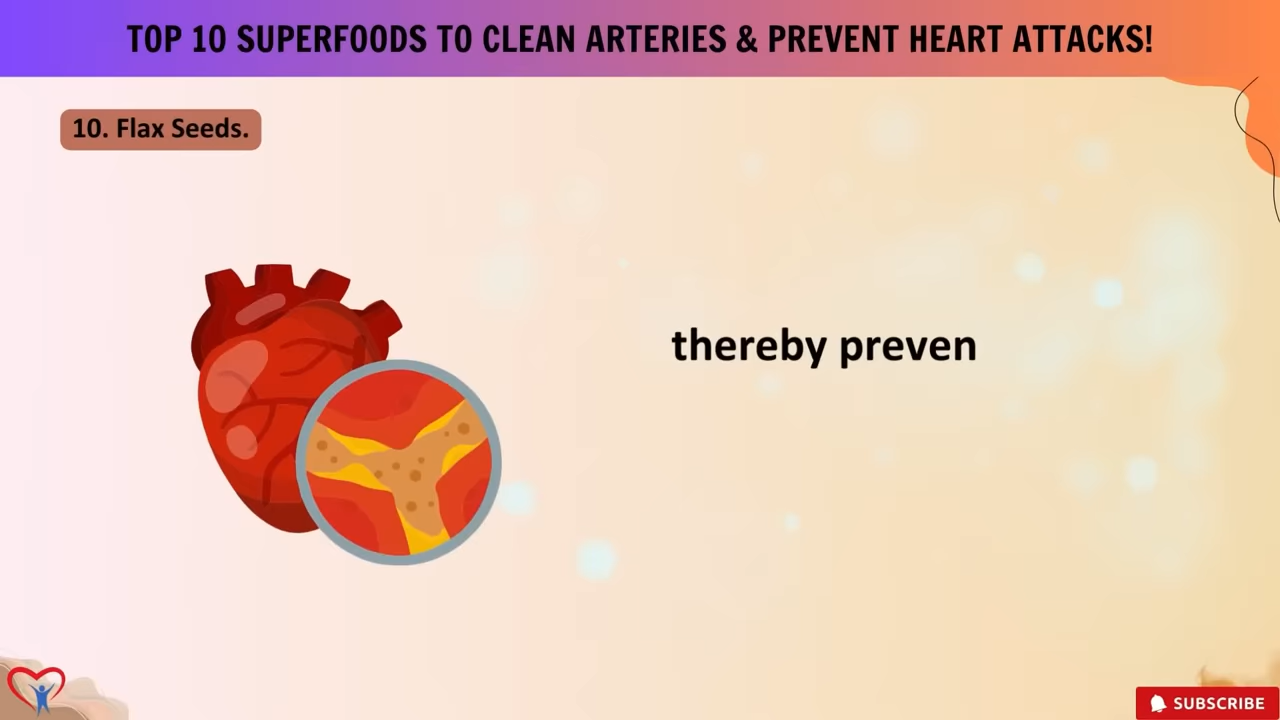 TOP 10 SUPERFOODS TO CLEAN ARTERIES & PREVENT HEART ATTACKS!
10. Flax Seeds.
thereby preven
SUBSCRIBE